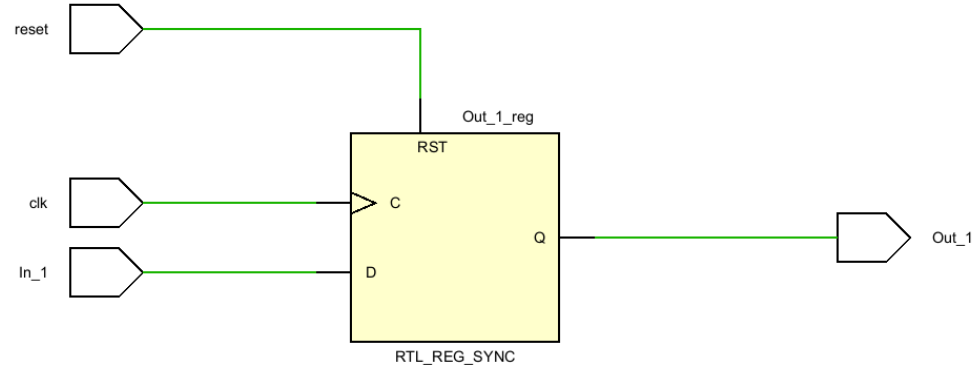 reset
Out_1_reg
RST
clk
C
Q
Out_1
In_1
D
RTL_REG_SYNC